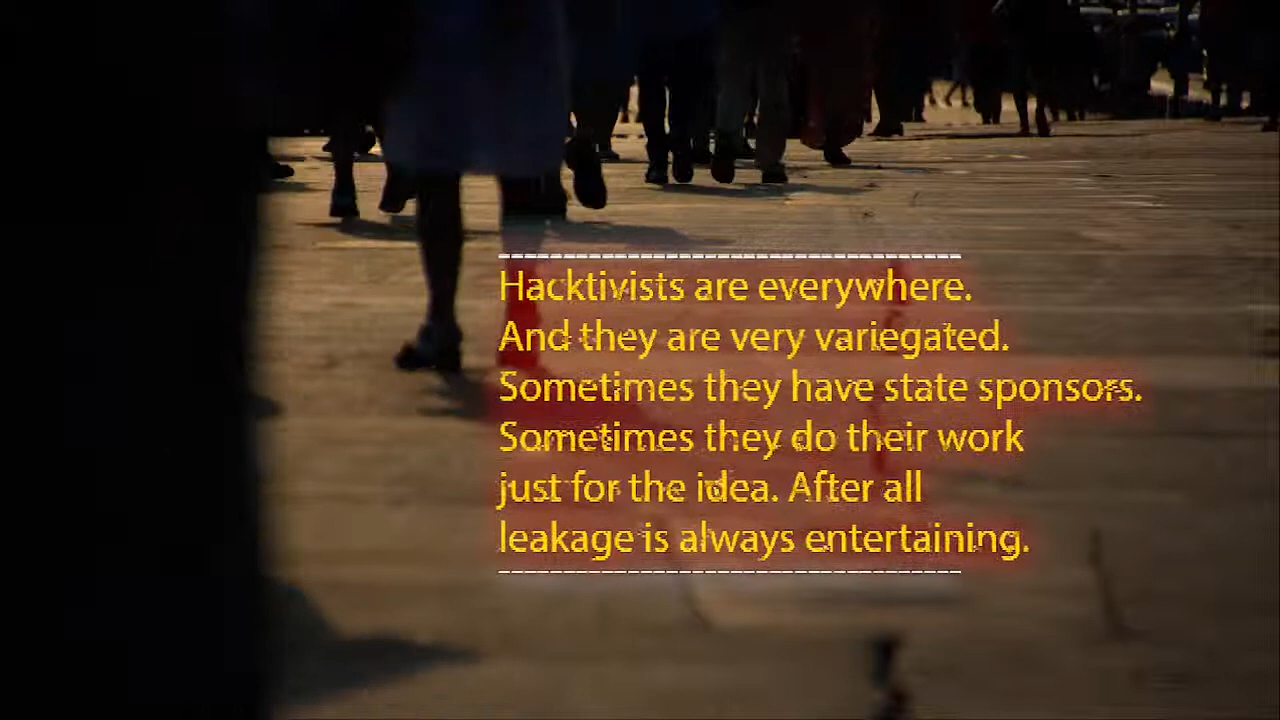 Hacktivists are everywhere.
And they are very variegated.
Sometimes they have state sponsors.
Sometimes they do their work
just for the idea. After all
leakage is always entertaining.